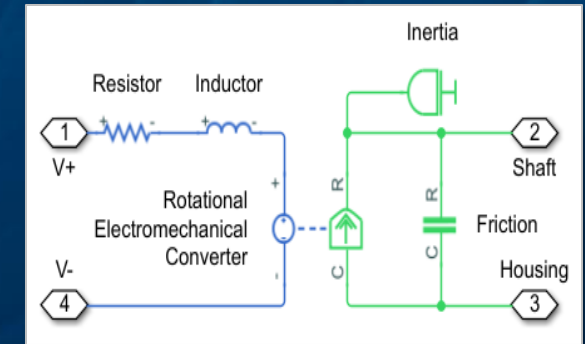 Inertia
Resistor
Inductor
+
-
+
-
1
V+
2
Shaft
+
R
R
Rotational
Electromechanical
Converter
Friction
C
C
V-
-
Housing
4
3